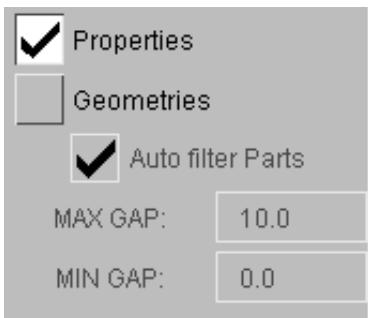 Properties
Geometries
Auto filter Parts
MAX GAP: 10.0
MIN GAP: 0.0